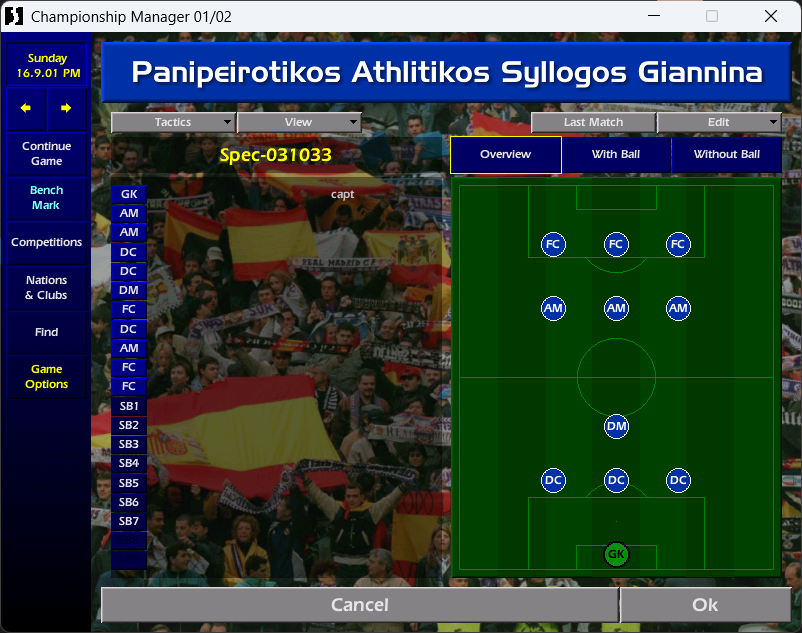 Championship Manager 01/02
Sunday
16.9.01 PM
Panipeirotikos Athlitikos Syllogos Giannina
Tactics
View
Last Match
Edit
Continue
Game
Bench
Mark
Competitions
Nations
& Clubs
Find
Game
Options
Spec-031033
Overview
With Ball
Without Ball
GK capt
AM
AM
DC
DC
DM
FC
DC
AM
FC
FC
SB1
SB2
SB3
SB4
SB5
SB6
SB7
REAL MADRID C.F.
FC FC FC
AM AM AM
DM
DC DC DC
GK
Cancel
Ok